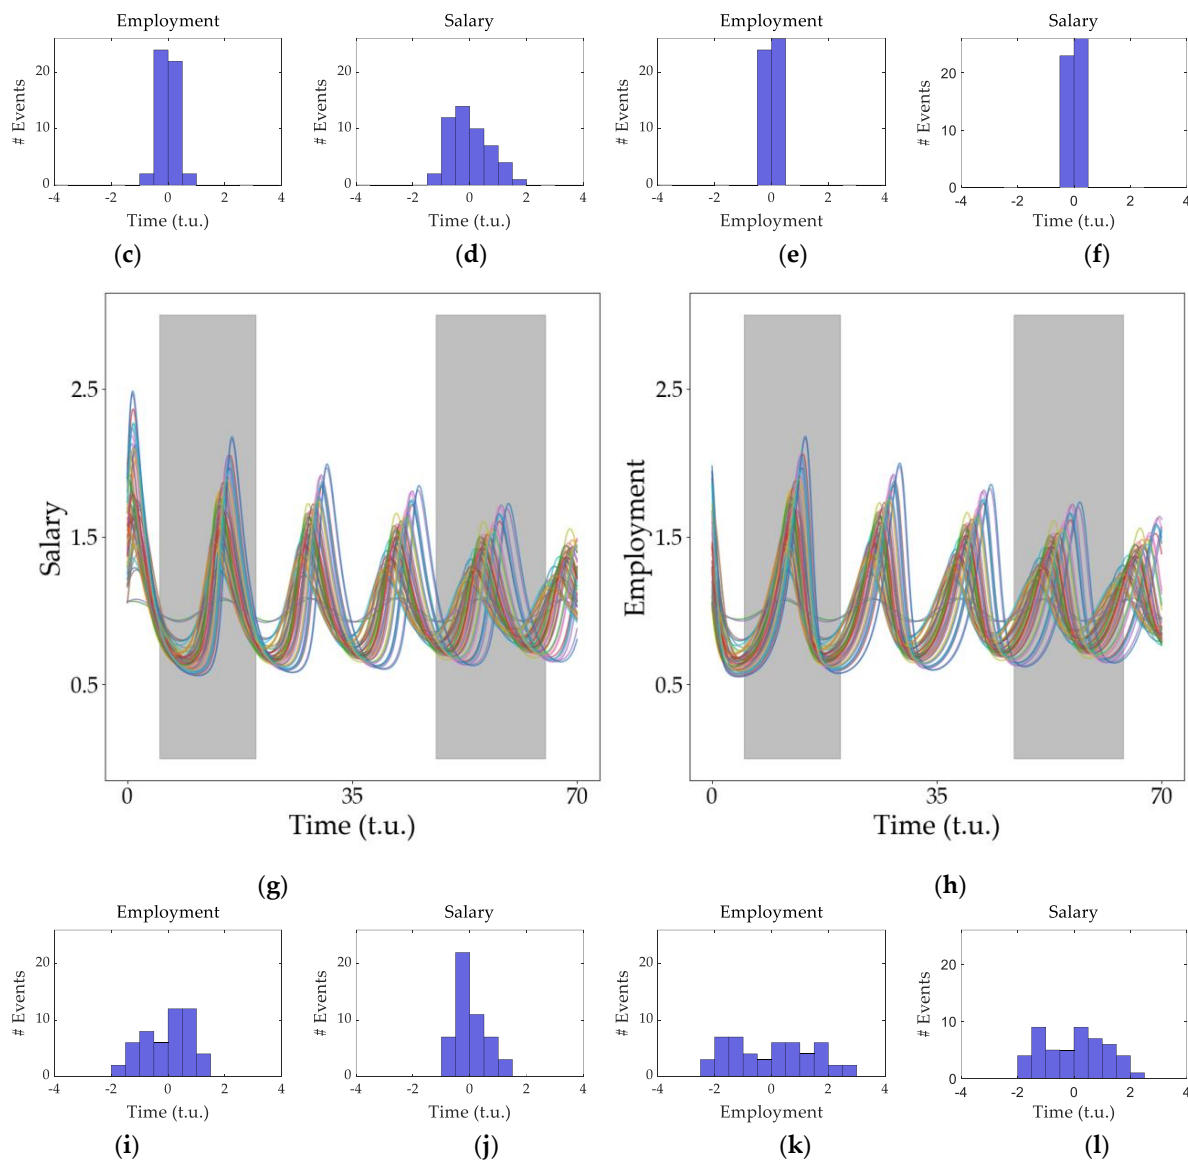 Employment
Salary
Employment
Salary
# Events
20
10
0
-4
-2
0
2
4
Time (t.u.)
(c)
# Events
20
10
0
-4
-2
0
2
4
Time (t.u.)
(d)
# Events
20
10
0
-4
-2
0
2
4
Employment
(e)
# Events
20
10
0
-4
-2
0
2
4
Time (t.u.)
(f)
Salary
2.5
1.5
0.5
0
35
70
Time (t.u.)
(g)
Employment
2.5
1.5
0.5
0
35
70
Time (t.u.)
(h)
Employment
Salary
Employment
Salary
# Events
20
10
0
-4
-2
0
2
4
Time (t.u.)
(i)
# Events
20
10
0
-4
-2
0
2
4
Time (t.u.)
(j)
# Events
20
10
0
-4
-2
0
2
4
Employment
(k)
# Events
20
10
0
-4
-2
0
2
4
Time (t.u.)
(l)